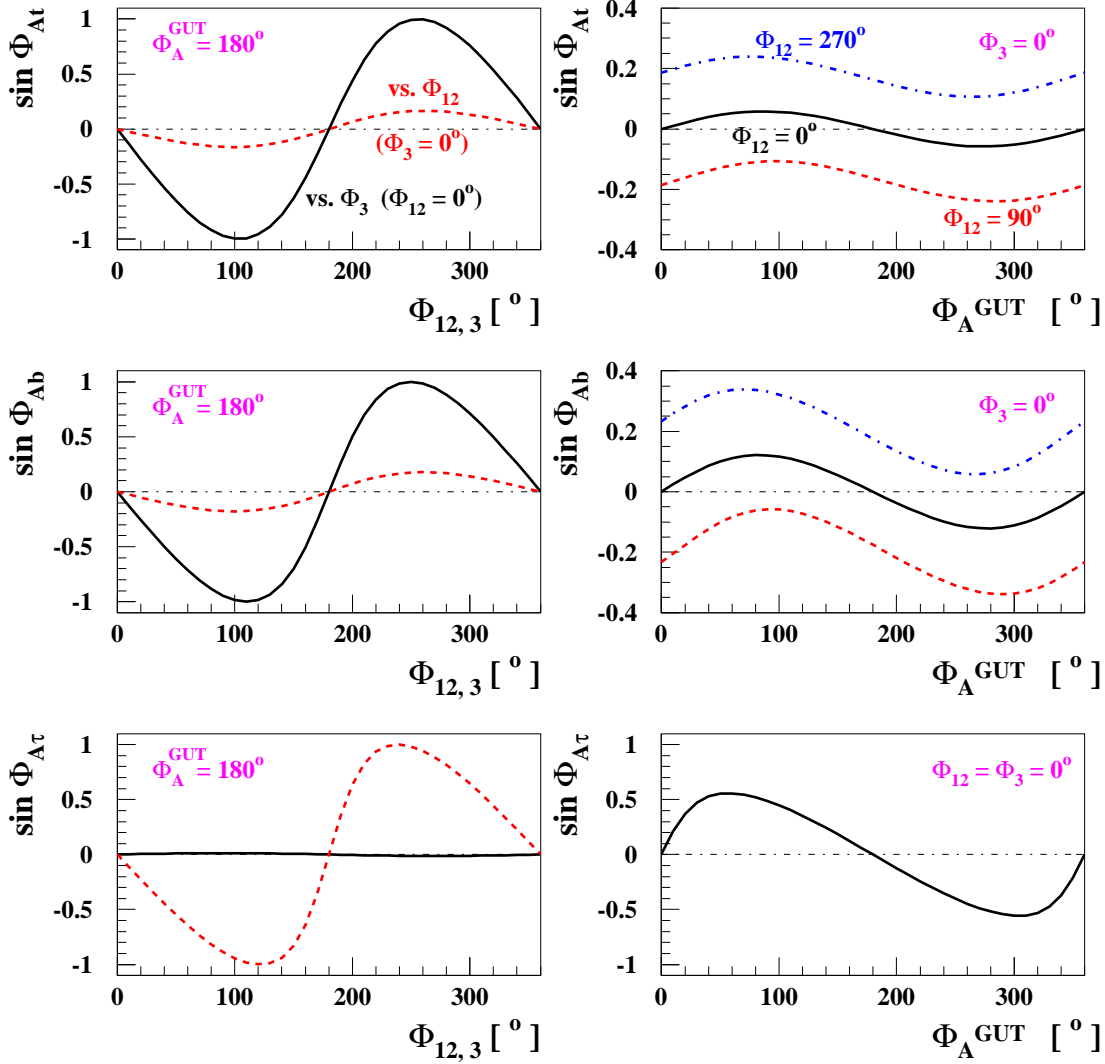 sin Φ_At
1
0.5
0
-0.5
-1
Φ_A^GUT = 180°
vs. Φ_12
(Φ_3 = 0°)
vs. Φ_3 (Φ_12 = 0°)
0 100 200 300
Φ_12, 3 [ ° ]
sin Φ_At
0.4
0.2
0
-0.2
-0.4
Φ_12 = 270°
Φ_3 = 0°
Φ_12 = 0°
Φ_12 = 90°
0 100 200 300
Φ_A^GUT [ ° ]
sin Φ_Ab
1
0.5
0
-0.5
-1
Φ_A^GUT = 180°
0 100 200 300
Φ_12, 3 [ ° ]
sin Φ_Ab
0.4
0.2
0
-0.2
-0.4
Φ_3 = 0°
0 100 200 300
Φ_A^GUT [ ° ]
sin Φ_Aτ
1
0.5
0
-0.5
-1
Φ_A^GUT = 180°
0 100 200 300
Φ_12, 3 [ ° ]
sin Φ_Aτ
1
0.5
0
-0.5
-1
Φ_12 = Φ_3 = 0°
0 100 200 300
Φ_A^GUT [ ° ]